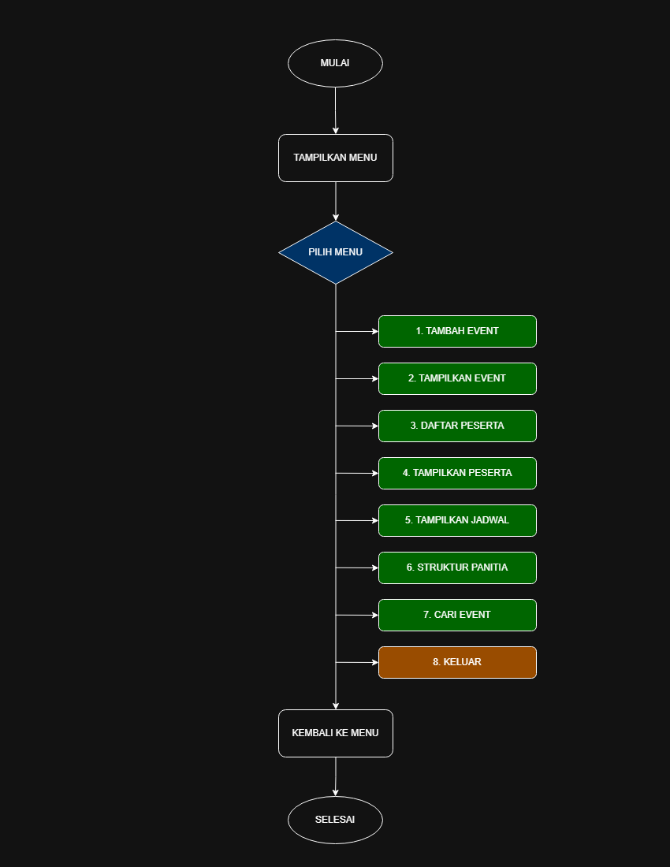 MULAI
TAMPILKAN MENU
PILIH MENU
1. TAMBAH EVENT
2. TAMPILKAN EVENT
3. DAFTAR PESERTA
4. TAMPILKAN PESERTA
5. TAMPILKAN JADWAL
6. STRUKTUR PANITIA
7. CARI EVENT
8. KELUAR
KEMBALI KE MENU
SELESAI